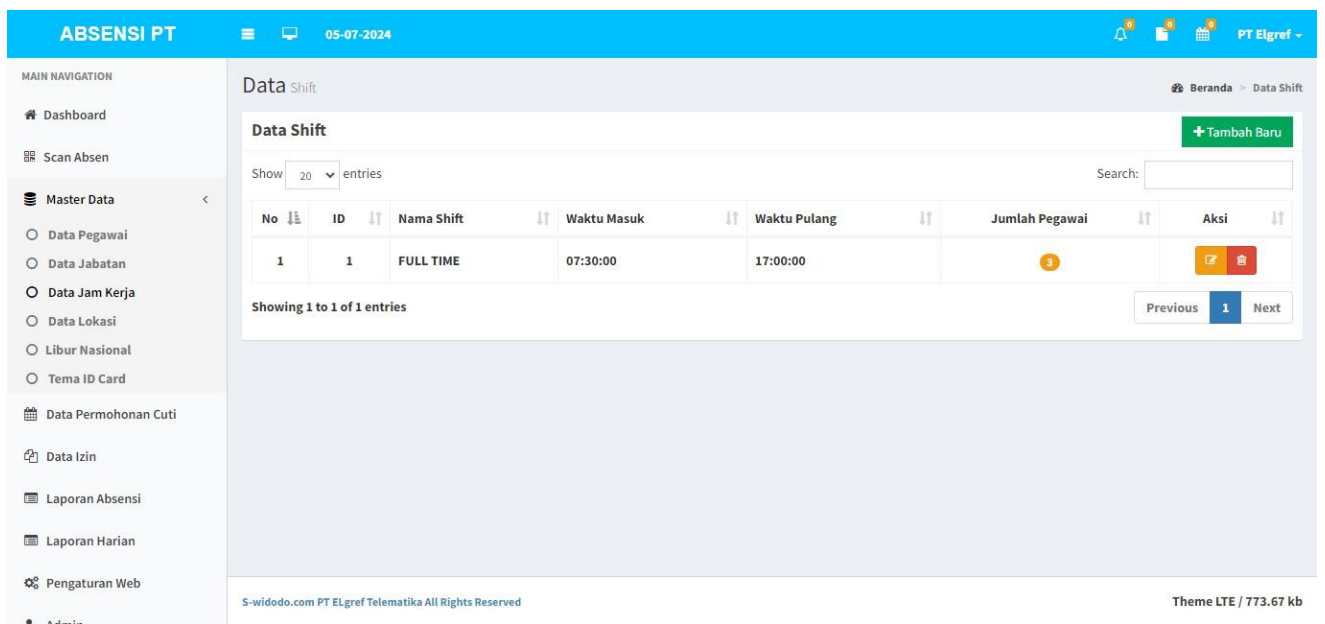 ABSENSI PT
05-07-2024
0 0 0
PT Elgref
MAIN NAVIGATION
Dashboard
Scan Absen
Master Data
Data Pegawai
Data Jabatan
Data Jam Kerja
Data Lokasi
Libur Nasional
Tema ID Card
Data Permohonan Cuti
Data Izin
Laporan Absensi
Laporan Harian
Pengaturan Web
Admin
Data Shift
Beranda > Data Shift
Data Shift
+ Tambah Baru
Show 20 entries
Search:
No ID Nama Shift Waktu Masuk Waktu Pulang Jumlah Pegawai Aksi
1 1 FULL TIME 07:30:00 17:00:00 3
Showing 1 to 1 of 1 entries
Previous 1 Next
S-widodo.com PT ELgref Telematika All Rights Reserved
Theme LTE / 773.67 kb